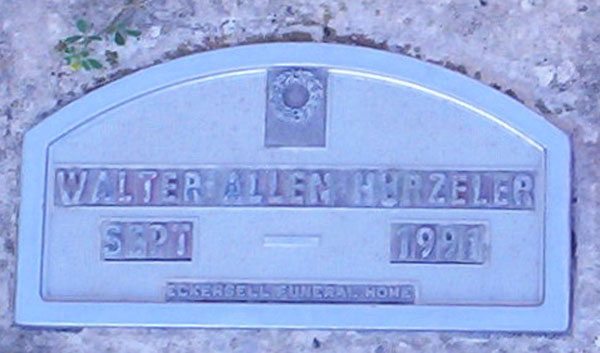 WALTER ALLEN HURZELER
SEPT — 1991
ECKERSELL FUNERAL HOME